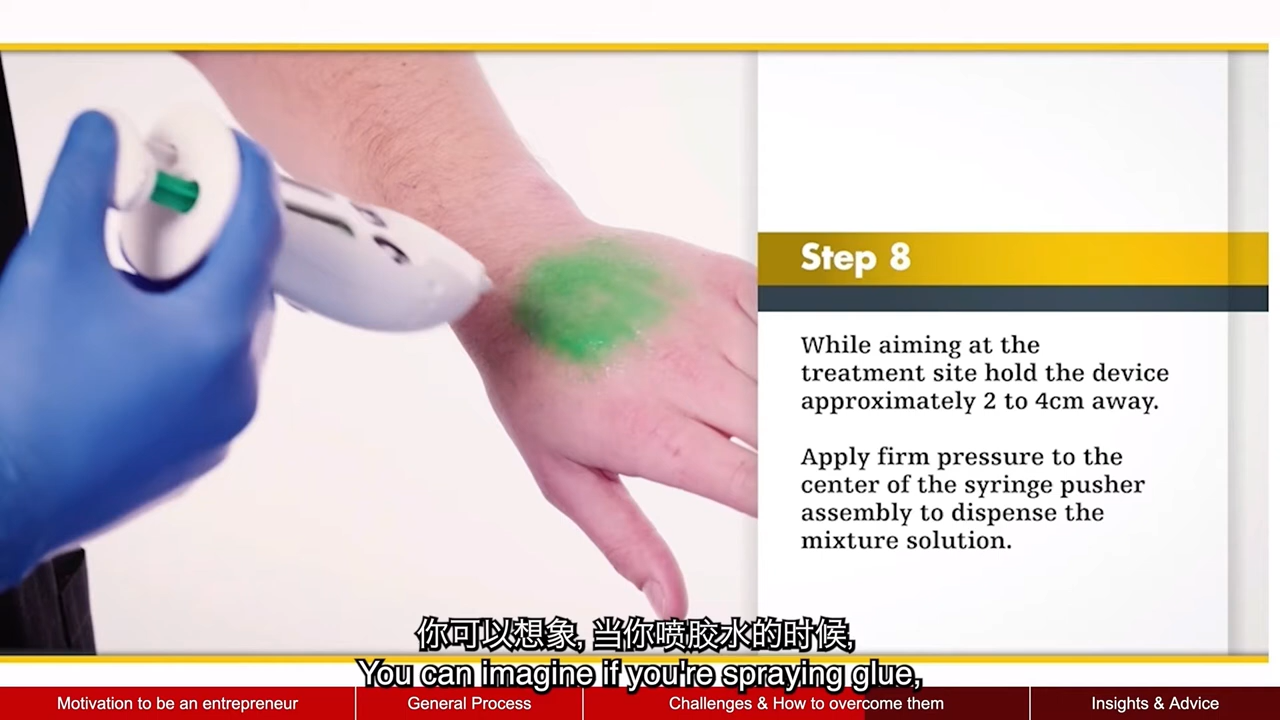 Step 8
While aiming at the
treatment site hold the device
approximately 2 to 4cm away.
Apply firm pressure to the
center of the syringe pusher
assembly to dispense the
mixture solution.
你可以想象, 当你喷胶水的时候,
You can imagine if you're spraying glue,
Motivation to be an entrepreneur
General Process
Challenges & How to overcome them
Insights & Advice